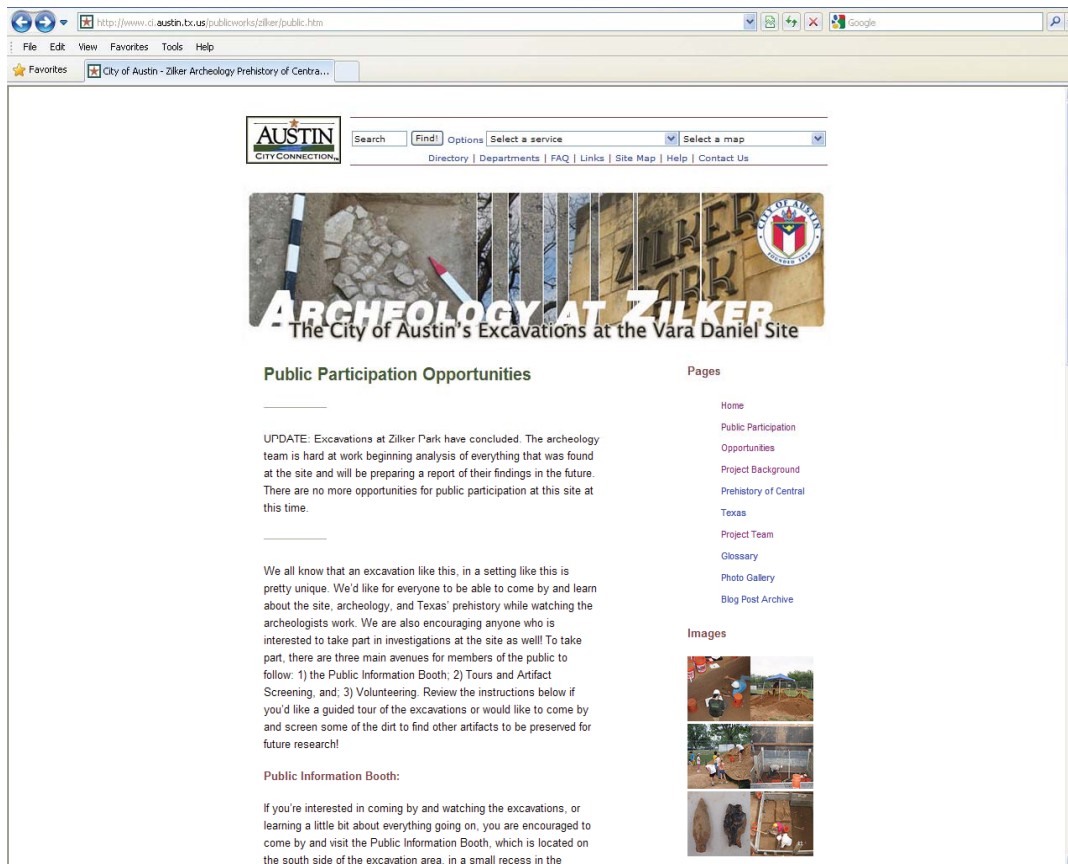 http://www.ci.austin.tx.us/publicworks/zilker/public.htm
Google
File Edit View Favorites Tools Help
Favorites
City of Austin - Zilker Archeology Prehistory of Centra...
AUSTIN
CITY CONNECTION
Search Find! Options Select a service Select a map
Directory | Departments | FAQ | Links | Site Map | Help | Contact Us
ZILKER
PARK
CITY OF AUSTIN
FOUNDED 1839
ARCHEOLOGY AT ZILKER
The City of Austin's Excavations at the Vara Daniel Site
Public Participation Opportunities
UPDATE: Excavations at Zilker Park have concluded. The archeology
team is hard at work beginning analysis of everything that was found
at the site and will be preparing a report of their findings in the future.
There are no more opportunities for public participation at this site at
this time.
We all know that an excavation like this, in a setting like this is
pretty unique. We'd like for everyone to be able to come by and learn
about the site, archeology, and Texas' prehistory while watching the
archeologists work. We are also encouraging anyone who is
interested to take part in investigations at the site as well! To take
part, there are three main avenues for members of the public to
follow: 1) the Public Information Booth; 2) Tours and Artifact
Screening, and; 3) Volunteering. Review the instructions below if
you'd like a guided tour of the excavations or would like to come by
and screen some of the dirt to find other artifacts to be preserved for
future research!
Public Information Booth:
If you're interested in coming by and watching the excavations, or
learning a little bit about everything going on, you are encouraged to
come by and visit the Public Information Booth, which is located on
the south side of the excavation area, in a small recess in the
Pages
Home
Public Participation
Opportunities
Project Background
Prehistory of Central
Texas
Project Team
Glossary
Photo Gallery
Blog Post Archive
Images